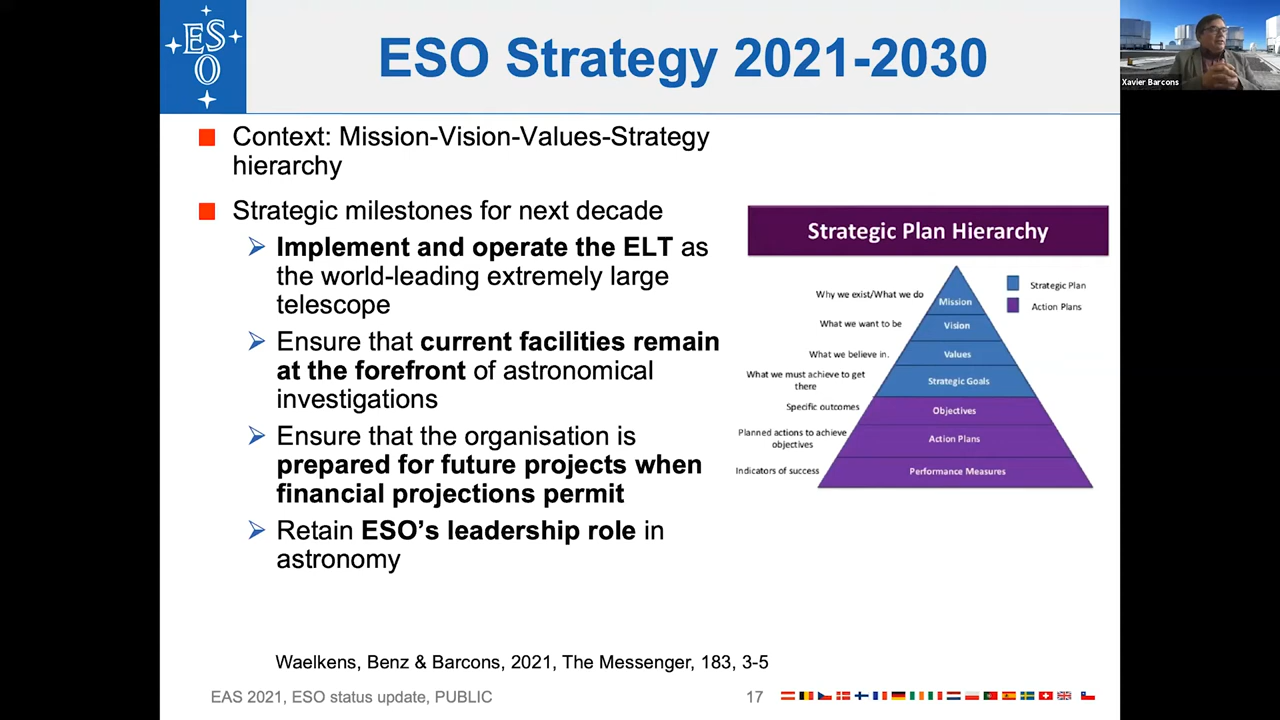 ESO
ESO Strategy 2021-2030
Xavier Barcons
Context: Mission-Vision-Values-Strategy
hierarchy
Strategic milestones for next decade
Implement and operate the ELT as
the world-leading extremely large
telescope
Ensure that current facilities remain
at the forefront of astronomical
investigations
Ensure that the organisation is
prepared for future projects when
financial projections permit
Retain ESO’s leadership role in
astronomy
Strategic Plan Hierarchy
Strategic Plan
Action Plans
Why we exist/What we do
Mission
What we want to be
Vision
What we believe in.
Values
What we must achieve to get
there
Strategic Goals
Specific outcomes
Objectives
Planned actions to achieve
objectives
Action Plans
Indicators of success
Performance Measures
Waelkens, Benz & Barcons, 2021, The Messenger, 183, 3-5
EAS 2021, ESO status update, PUBLIC
17